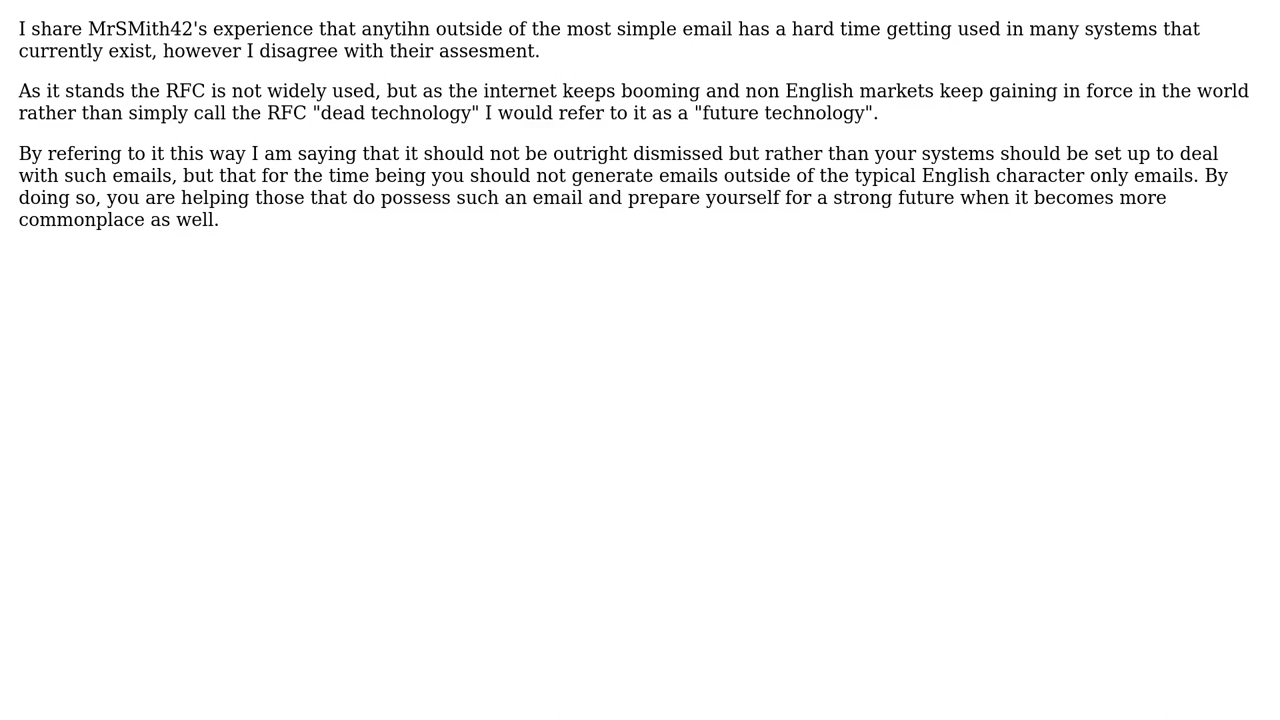 I share MrSMith42's experience that anytihn outside of the most simple email has a hard time getting used in many systems that
currently exist, however I disagree with their assesment.
As it stands the RFC is not widely used, but as the internet keeps booming and non English markets keep gaining in force in the world
rather than simply call the RFC "dead technology" I would refer to it as a "future technology".
By refering to it this way I am saying that it should not be outright dismissed but rather than your systems should be set up to deal
with such emails, but that for the time being you should not generate emails outside of the typical English character only emails. By
doing so, you are helping those that do possess such an email and prepare yourself for a strong future when it becomes more
commonplace as well.